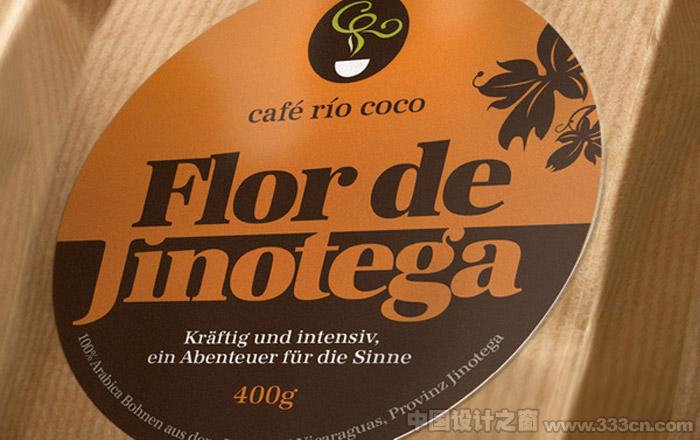 café río coco
Flor de
Jinotega
Kräftig und intensiv,
ein Abenteuer für die Sinne
400g
100% Arabica Bohnen aus den Nicaraguas, Provinz Jinotega
中国设计之窗 www.333cn.com